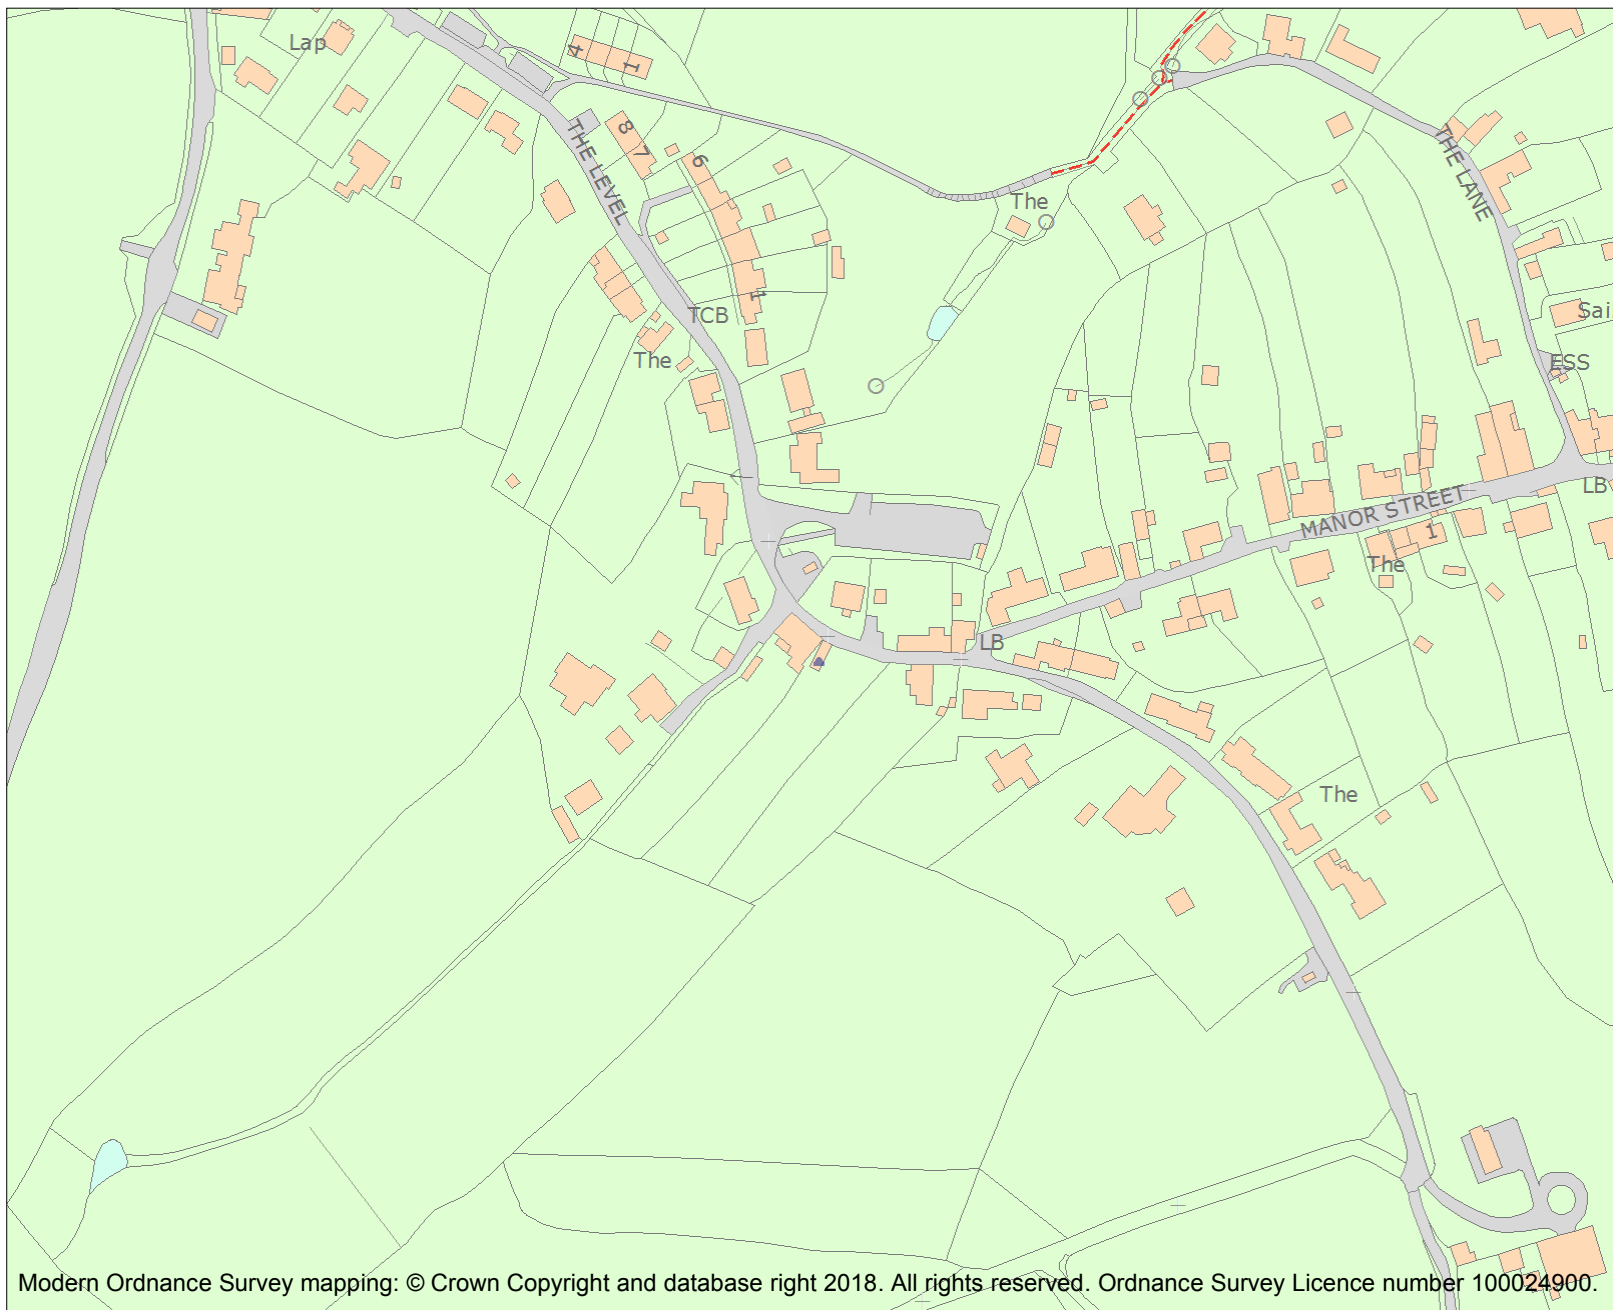 Lap
4
1
THE LEVEL
8
7
6
THE LANE
The
1
TCB
The
Sai
ESS
LB
MANOR STREET
1
The
LB
The
Modern Ordnance Survey mapping: © Crown Copyright and database right 2018. All rights reserved. Ordnance Survey Licence number 100024900.